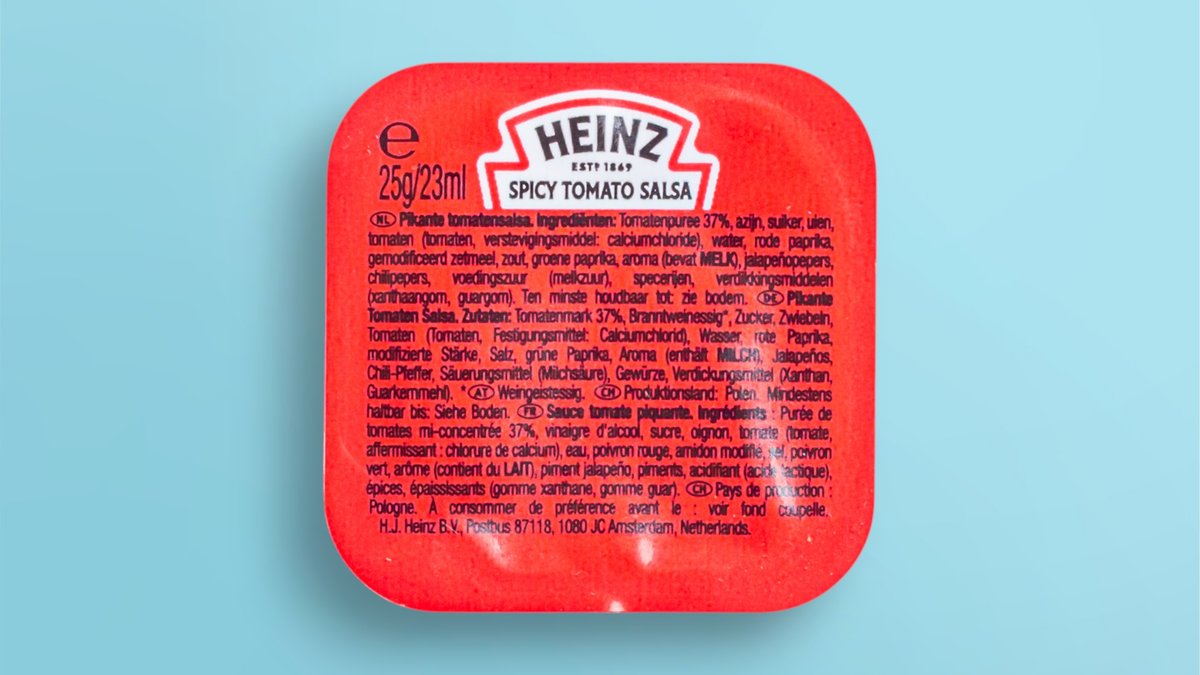 e
25g/23ml
HEINZ
ESTD 1869
SPICY TOMATO SALSA
NL Pikante tomatensalsa. Ingrediënten: Tomatenpuree 37%, azijn, suiker, uien,
tomaten (tomaten, verstevigingsmiddel: calciumchloride), water, rode paprika,
gemodificeerd zetmeel, zout, groene paprika, aroma (bevat MELK), jalapeñopepers,
chilipepers, voedingszuur (melkzuur), specerijen, verdikkingsmiddelen
(xanthaangom, guargom). Ten minste houdbaar tot: zie bodem. DE Pikante
Tomaten Salsa. Zutaten: Tomatenmark 37%, Branntweinessig*, Zucker, Zwiebeln,
Tomaten (Tomaten, Festigungsmittel: Calciumchlorid), Wasser, rote Paprika,
modifizierte Stärke, Salz, grüne Paprika, Aroma (enthält MILCH), Jalapeños,
Chili-Pfeffer, Säuerungsmittel (Milchsäure), Gewürze, Verdickungsmittel (Xanthan,
Guarkernmehl). * AT Weingeistessig. CH Produktionsland: Polen. Mindestens
haltbar bis: Siehe Boden. FR Sauce tomate piquante. Ingrédients : Purée de
tomates mi-concentrée 37%, vinaigre d'alcool, sucre, oignon, tomate (tomate,
affermissant : chlorure de calcium), eau, poivron rouge, amidon modifié, sel, poivron
vert, arôme (contient du LAIT), piment jalapeño, piments, acidifiant (acide lactique),
épices, épaississants (gomme xanthane, gomme guar). CH Pays de production :
Pologne. À consommer de préférence avant le : voir fond coupelle.
H.J. Heinz B.V., Postbus 87118, 1080 JC Amsterdam, Netherlands.